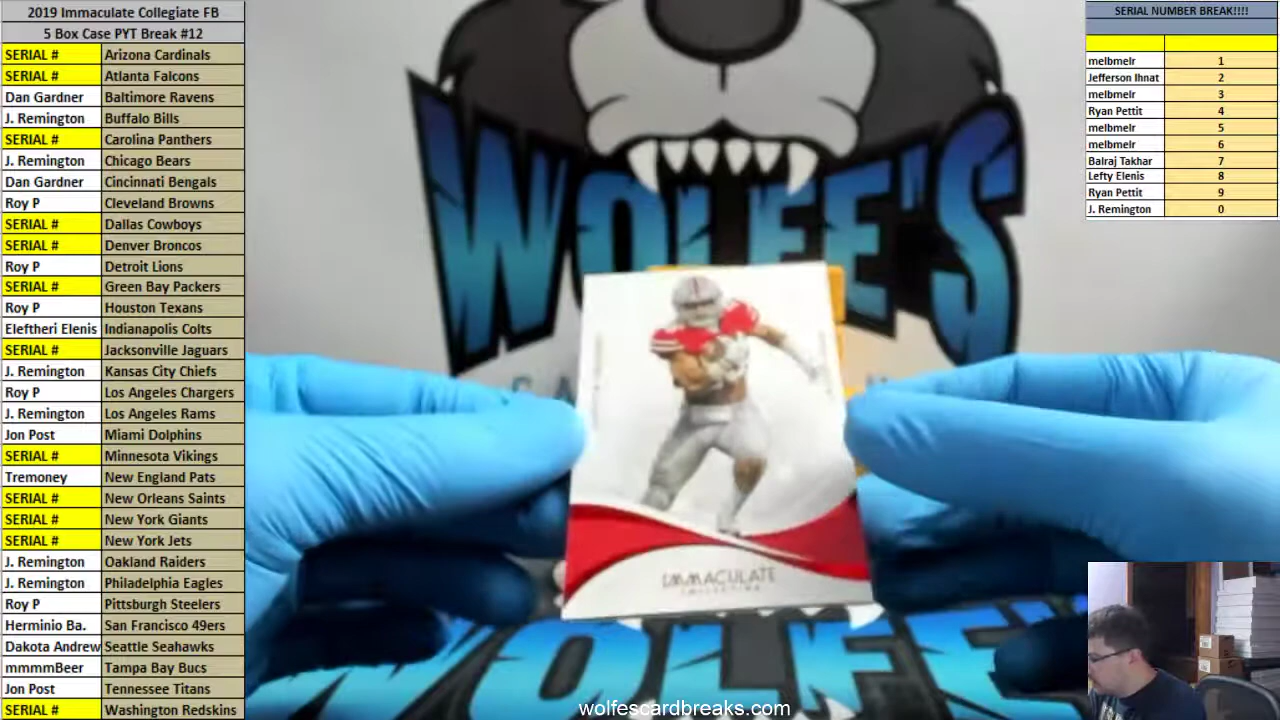 2019 Immaculate Collegiate FB
5 Box Case PYT Break #12
SERIAL # Arizona Cardinals
SERIAL # Atlanta Falcons
Dan Gardner Baltimore Ravens
J. Remington Buffalo Bills
SERIAL # Carolina Panthers
J. Remington Chicago Bears
Dan Gardner Cincinnati Bengals
Roy P Cleveland Browns
SERIAL # Dallas Cowboys
SERIAL # Denver Broncos
Roy P Detroit Lions
SERIAL # Green Bay Packers
Roy P Houston Texans
Eleftheri Elenis Indianapolis Colts
SERIAL # Jacksonville Jaguars
J. Remington Kansas City Chiefs
Roy P Los Angeles Chargers
J. Remington Los Angeles Rams
Jon Post Miami Dolphins
SERIAL # Minnesota Vikings
Tremoney New England Pats
SERIAL # New Orleans Saints
SERIAL # New York Giants
SERIAL # New York Jets
J. Remington Oakland Raiders
J. Remington Philadelphia Eagles
Roy P Pittsburgh Steelers
Herminio Ba. San Francisco 49ers
Dakota Andrew Seattle Seahawks
mmmmBeer Tampa Bay Bucs
Jon Post Tennessee Titans
SERIAL # Washington Redskins
WOLFE'S
IMMACULATE
COLLECTION
WOLFE
wolfescardbreaks.com
SERIAL NUMBER BREAK!!!!
melbmelr 1
Jefferson Ihnat 2
melbmelr 3
Ryan Pettit 4
melbmelr 5
melbmelr 6
Balraj Takhar 7
Lefty Elenis 8
Ryan Pettit 9
J. Remington 0